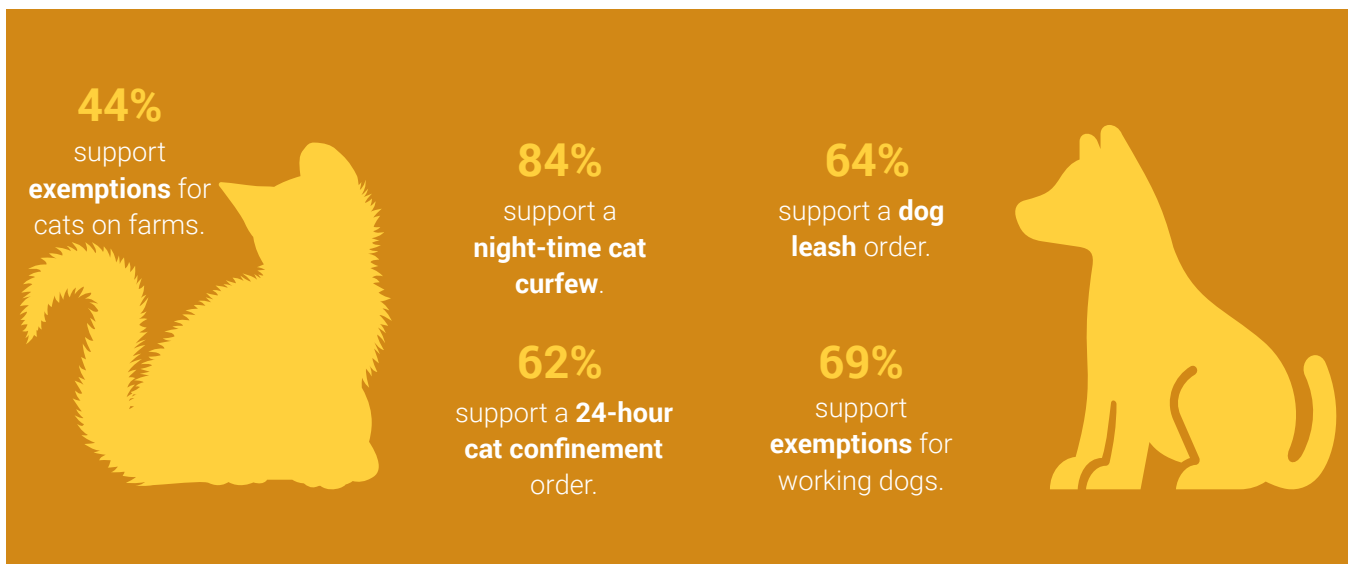 44%
support
exemptions for
cats on farms.
84%
support a
night-time cat
curfew.
62%
support a 24-hour
cat confinement
order.
64%
support a dog
leash order.
69%
support
exemptions for
working dogs.